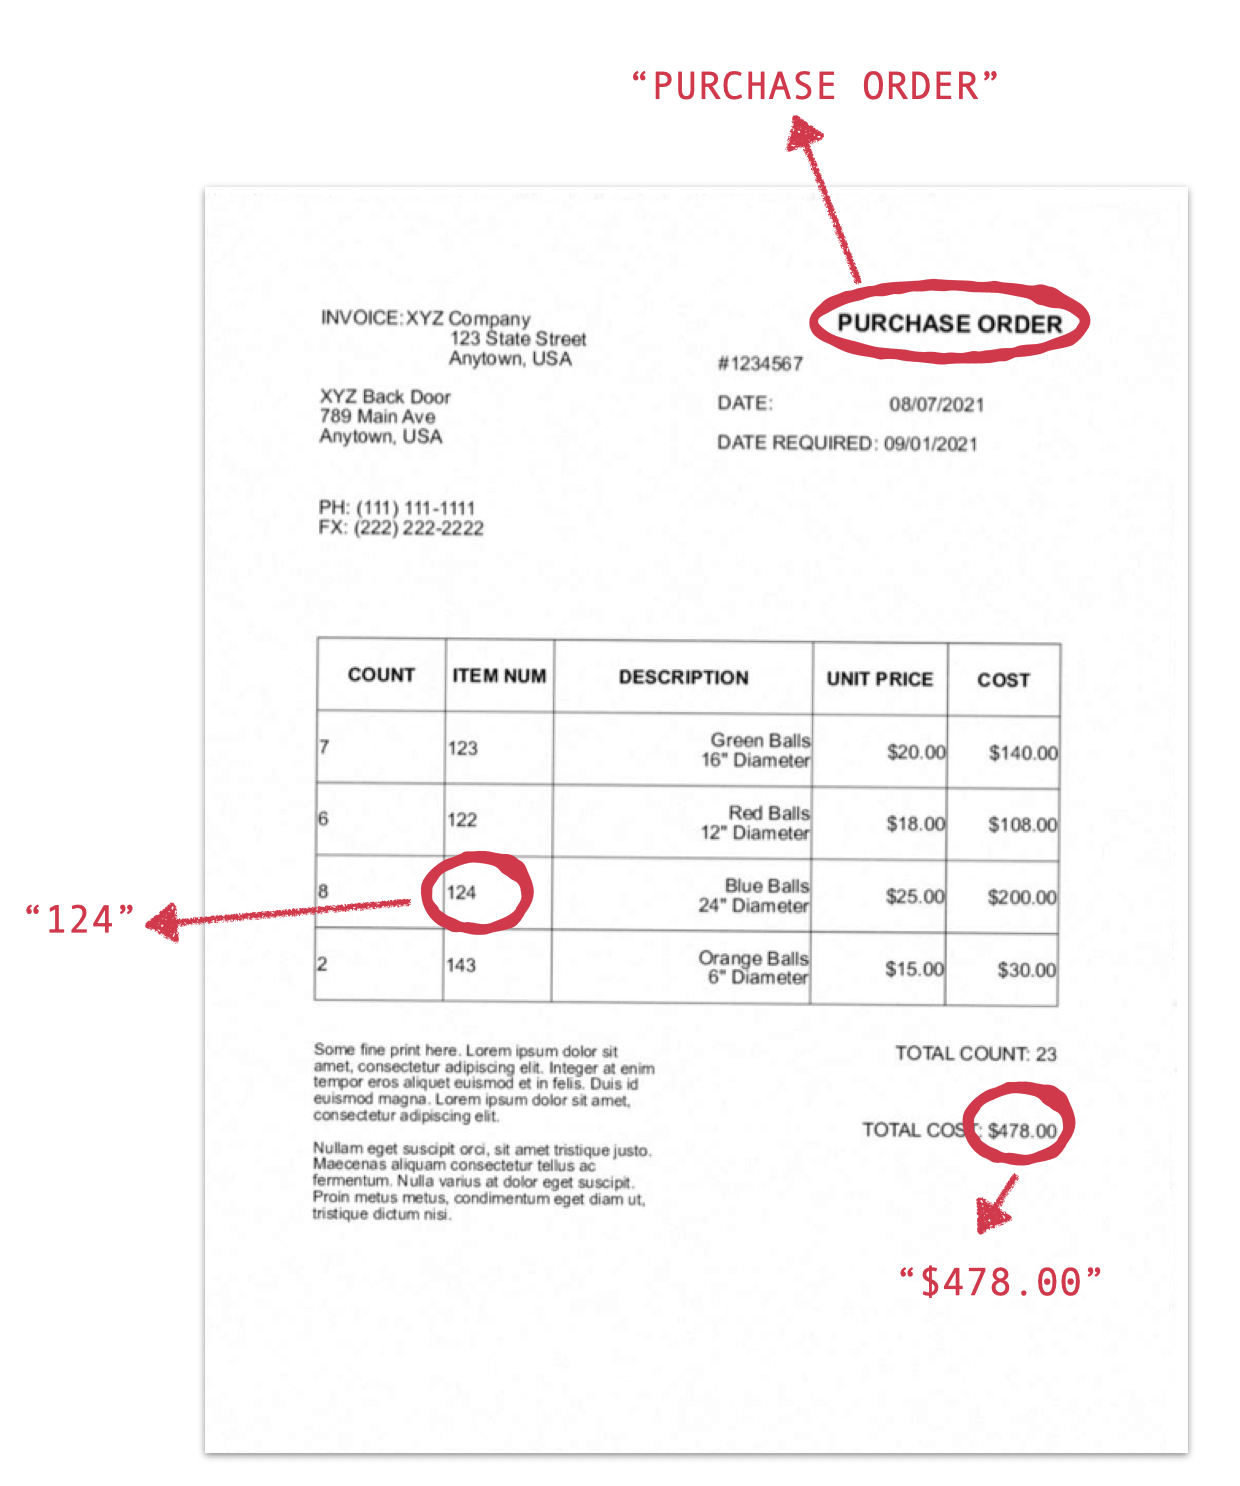 “PURCHASE ORDER”
PURCHASE ORDER
INVOICE: XYZ Company
123 State Street
Anytown, USA
#1234567
XYZ Back Door
789 Main Ave
Anytown, USA
DATE: 08/07/2021
DATE REQUIRED: 09/01/2021
PH: (111) 111-1111
FX: (222) 222-2222
COUNT ITEM NUM DESCRIPTION UNIT PRICE COST
7 123 Green Balls
16" Diameter $20.00 $140.00
6 122 Red Balls
12" Diameter $18.00 $108.00
8 124 Blue Balls
24" Diameter $25.00 $200.00
“124”
2 143 Orange Balls
6" Diameter $15.00 $30.00
Some fine print here. Lorem ipsum dolor sit
amet, consectetur adipiscing elit. Integer at enim
tempor eros aliquet euismod et in felis. Duis id
euismod magna. Lorem ipsum dolor sit amet,
consectetur adipiscing elit.
Nullam eget suscipit orci, sit amet tristique justo.
Maecenas aliquam consectetur tellus ac
fermentum. Nulla varius at dolor eget suscipit.
Proin metus metus, condimentum eget diam ut,
tristique dictum nisi.
TOTAL COUNT: 23
TOTAL COST: $478.00
“$478.00”